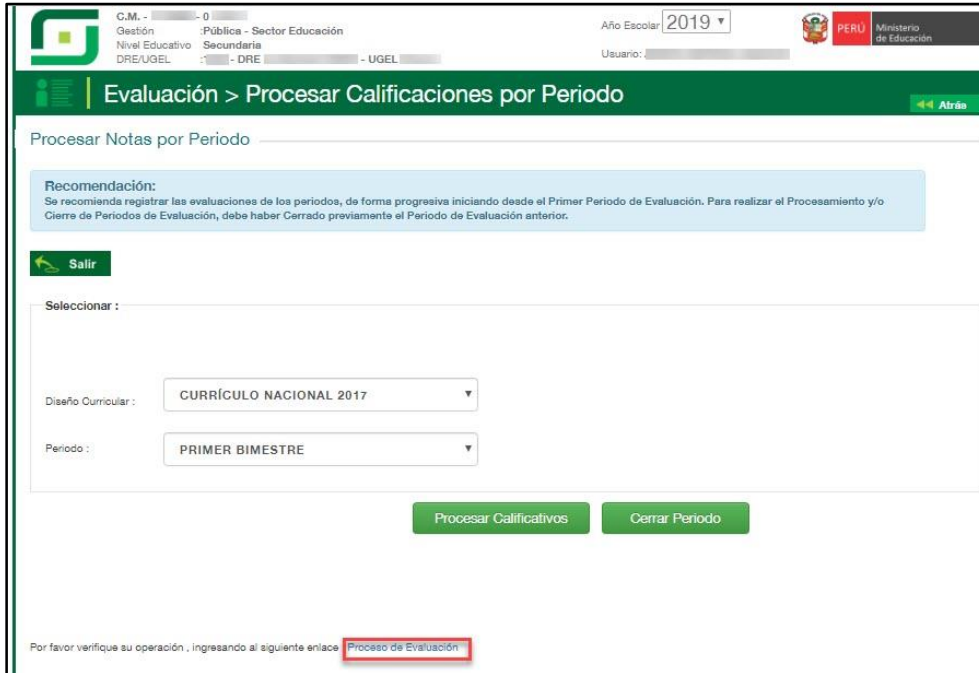 C.M. - - 0
Gestión :Pública - Sector Educación
Nivel Educativo Secundaria
DRE/UGEL : - DRE - UGEL
Año Escolar 2019
Usuario:
PERÚ Ministerio de Educación
Evaluación > Procesar Calificaciones por Periodo
Atrás
Procesar Notas por Periodo
Recomendación:
Se recomienda registrar las evaluaciones de los periodos, de forma progresiva iniciando desde el Primer Periodo de Evaluación. Para realizar el Procesamiento y/o
Cierre de Periodos de Evaluación, debe haber Cerrado previamente el Periodo de Evaluación anterior.
Salir
Seleccionar :
Diseño Curricular : CURRÍCULO NACIONAL 2017
Periodo : PRIMER BIMESTRE
Procesar Calificativos Cerrar Periodo
Por favor verifique su operación , ingresando al siguiente enlace Proceso de Evaluación